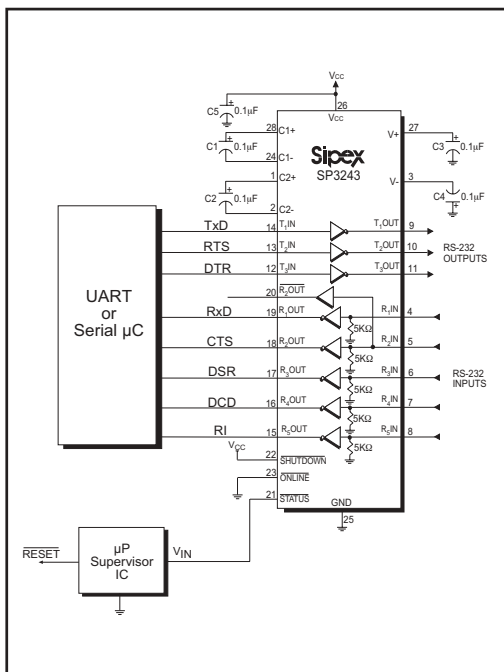 VCC
26
VCC
C5
+
0.1µF
28
C1+
C1
+
0.1µF
24
C1-
1
C2+
C2
+
0.1µF
2
C2-
Sipex
SP3243
V+
27
C3
+
0.1µF
V-
3
C4
+
0.1µF
UART
or
Serial µC
TxD
14
T1IN
T1OUT
9
RTS
13
T2IN
T2OUT
10
DTR
12
T3IN
T3OUT
11
RS-232
OUTPUTS
20
R2OUT
RxD
19
R1OUT
R1IN
4
5KΩ
CTS
18
R2OUT
R2IN
5
5KΩ
DSR
17
R3OUT
R3IN
6
5KΩ
DCD
16
R4OUT
R4IN
7
5KΩ
RI
15
R5OUT
R5IN
8
5KΩ
RS-232
INPUTS
VCC
22
SHUTDOWN
23
ONLINE
21
STATUS
GND
25
RESET
µP
Supervisor
IC
VIN